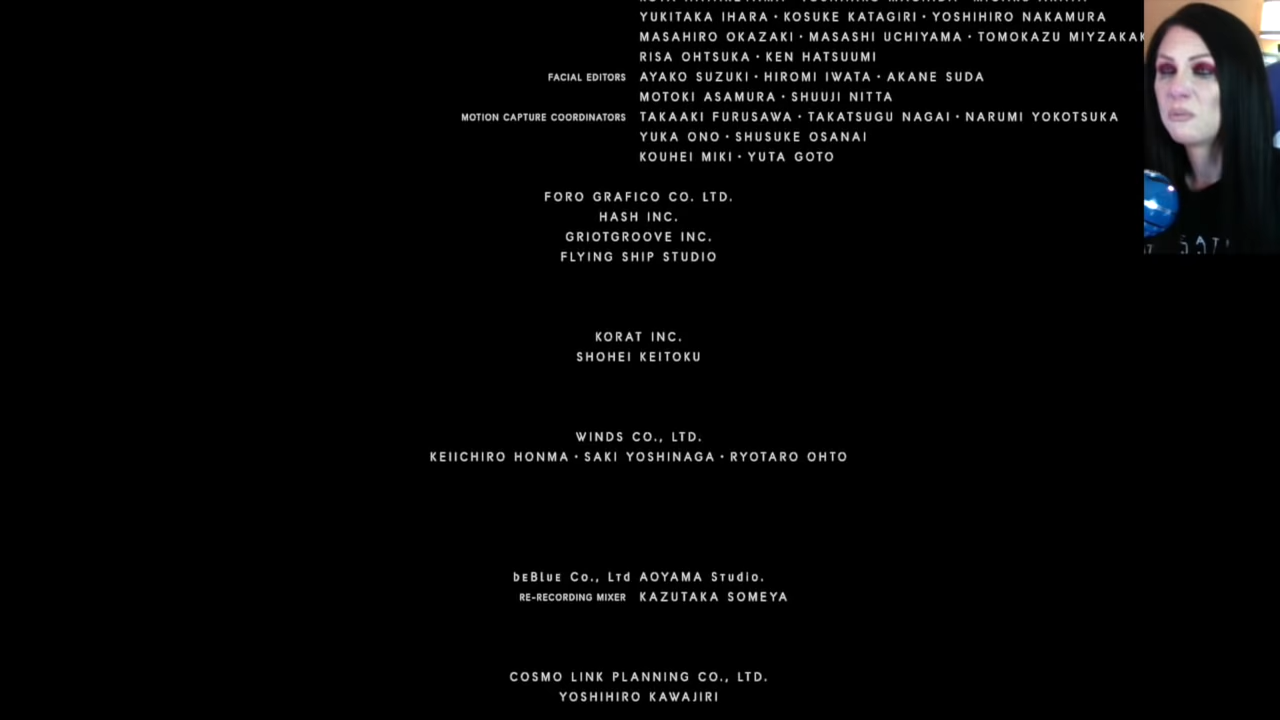 YUKITAKA IHARA · KOSUKE KATAGIRI · YOSHIHIRO NAKAMURA
MASAHIRO OKAZAKI · MASASHI UCHIYAMA · TOMOKAZU MIYZAKAK
RISA OHTSUKA · KEN HATSUUMI
FACIAL EDITORS AYAKO SUZUKI · HIROMI IWATA · AKANE SUDA
MOTOKI ASAMURA · SHUUJI NITTA
MOTION CAPTURE COORDINATORS TAKAAKI FURUSAWA · TAKATSUGU NAGAI · NARUMI YOKOTSUKA
YUKA ONO · SHUSUKE OSANAI
KOUHEI MIKI · YUTA GOTO
FORO GRAFICO CO. LTD.
HASH INC.
GRIOTGROOVE INC.
FLYING SHIP STUDIO
KORAT INC.
SHOHEI KEITOKU
WINDS CO., LTD.
KEIICHIRO HONMA · SAKI YOSHINAGA · RYOTARO OHTO
bEBLUE Co., LTD AOYAMA STUDIO.
RE-RECORDING MIXER KAZUTAKA SOMEYA
COSMO LINK PLANNING CO., LTD.
YOSHIHIRO KAWAJIRI